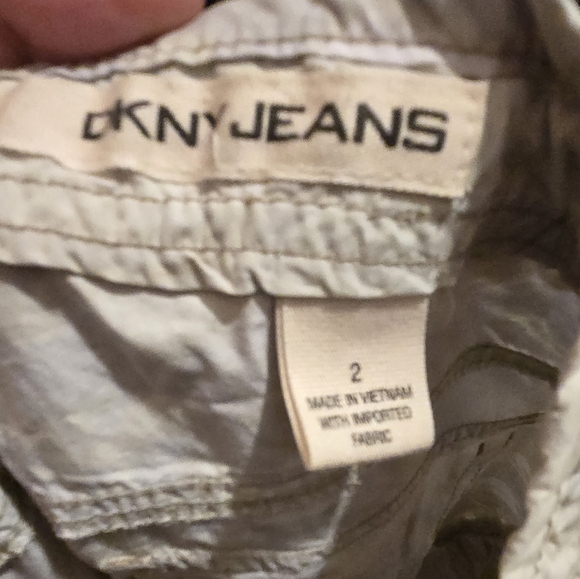 DKNY JEANS
2
MADE IN VIETNAM
WITH IMPORTED
FABRIC